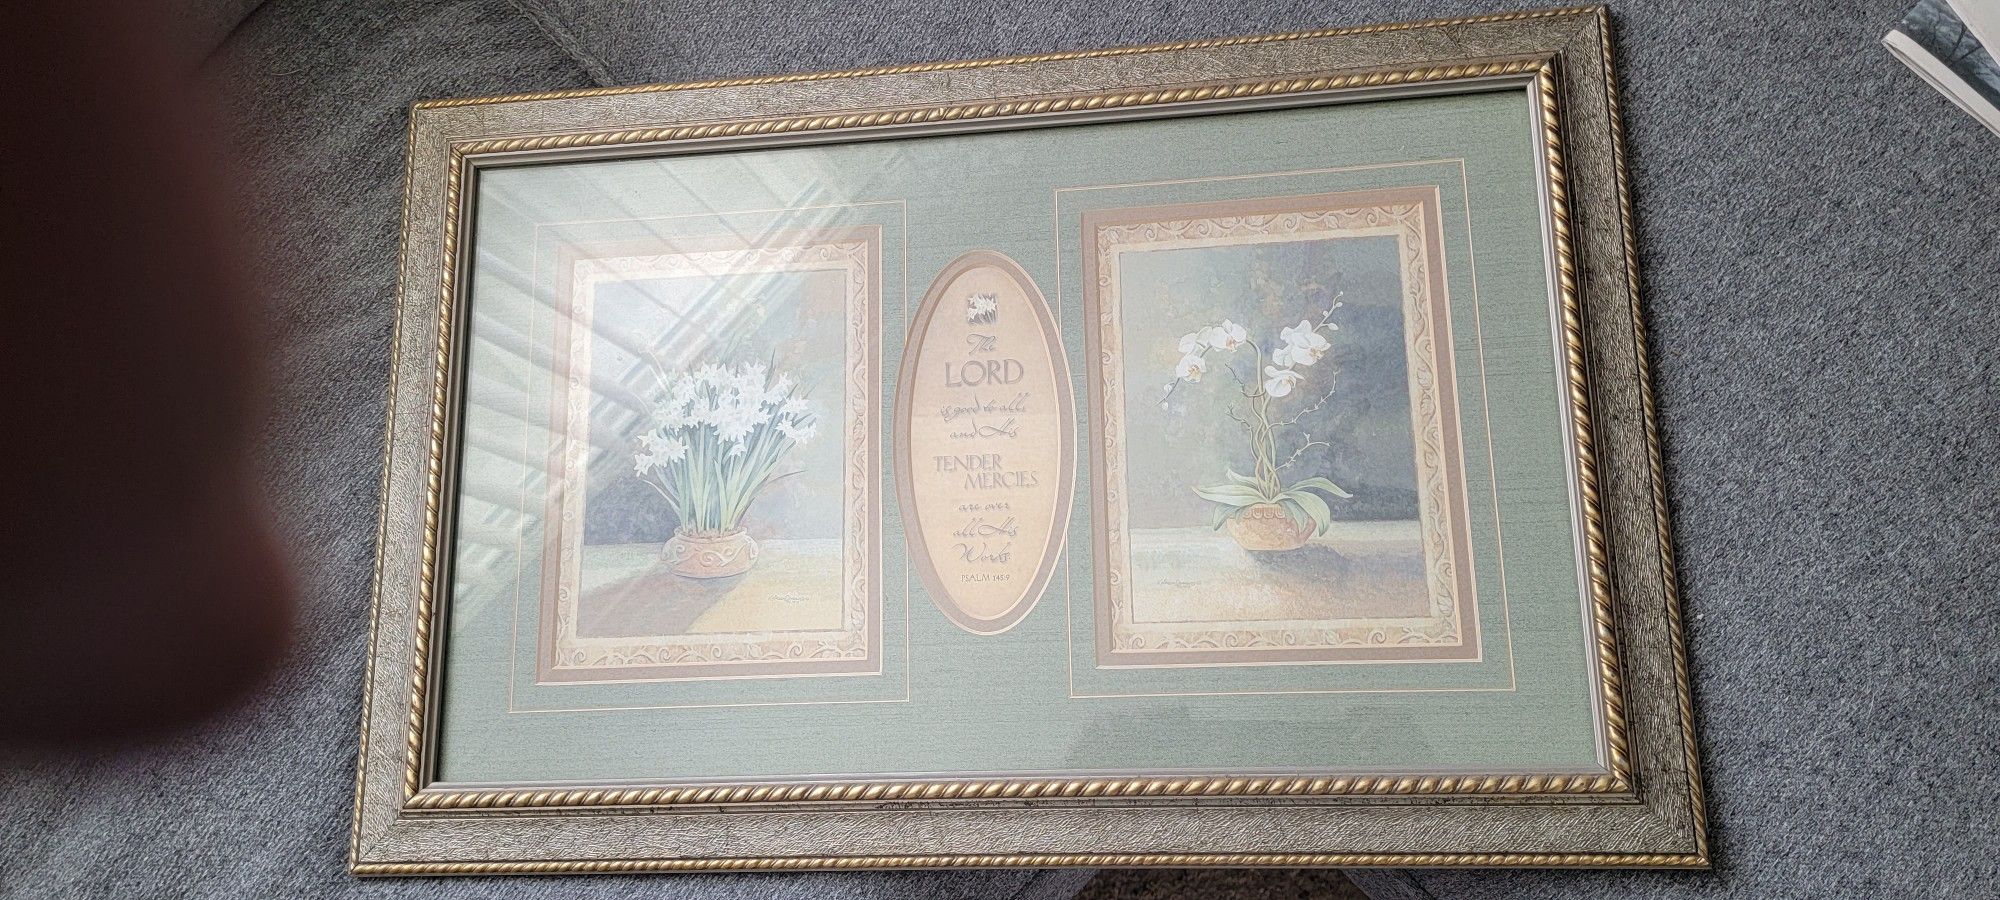 The
LORD
is good to all,
and His
TENDER
MERCIES
are over
all His
Works.
PSALM 145:9